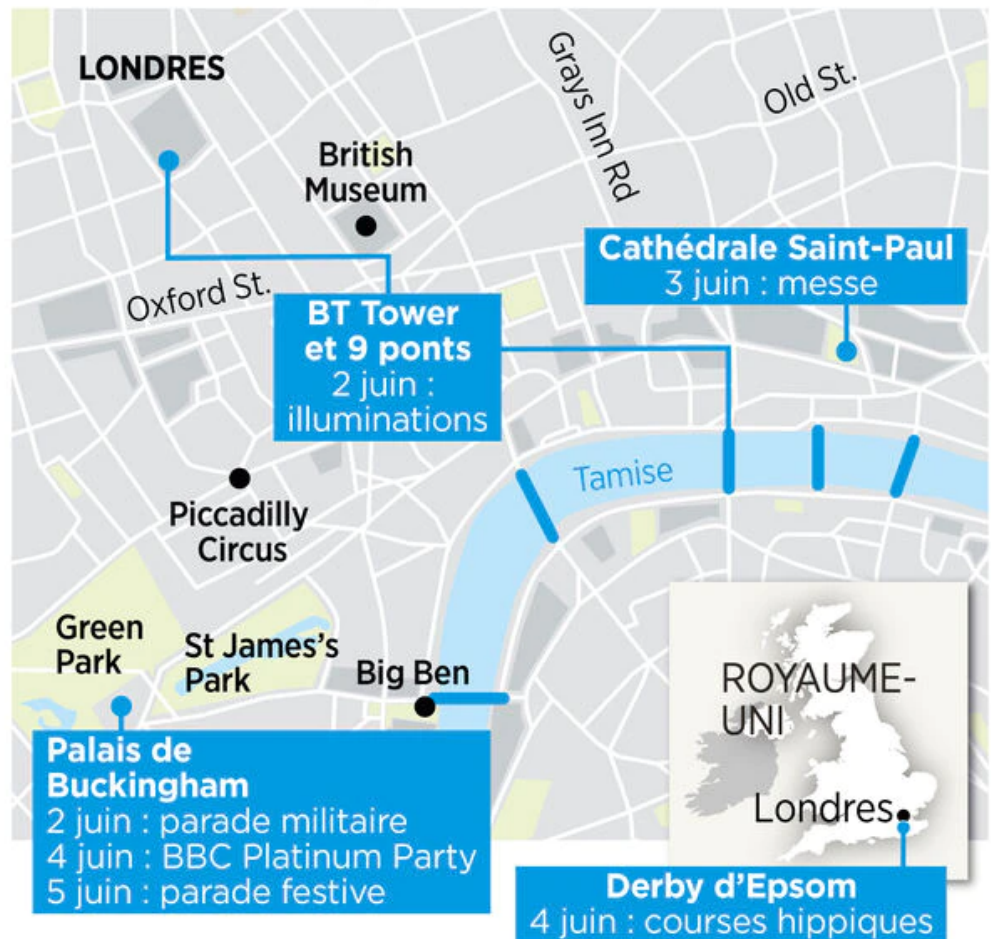 LONDRES
Grays Inn Rd
Old St.
British
Museum
Cathédrale Saint-Paul
3 juin : messe
Oxford St.
BT Tower
et 9 ponts
2 juin :
illuminations
Tamise
Piccadilly
Circus
Green
Park
St James’s
Park
Big Ben
Palais de
Buckingham
2 juin : parade militaire
4 juin : BBC Platinum Party
5 juin : parade festive
ROYAUME-
UNI
Londres
Derby d’Epsom
4 juin : courses hippiques